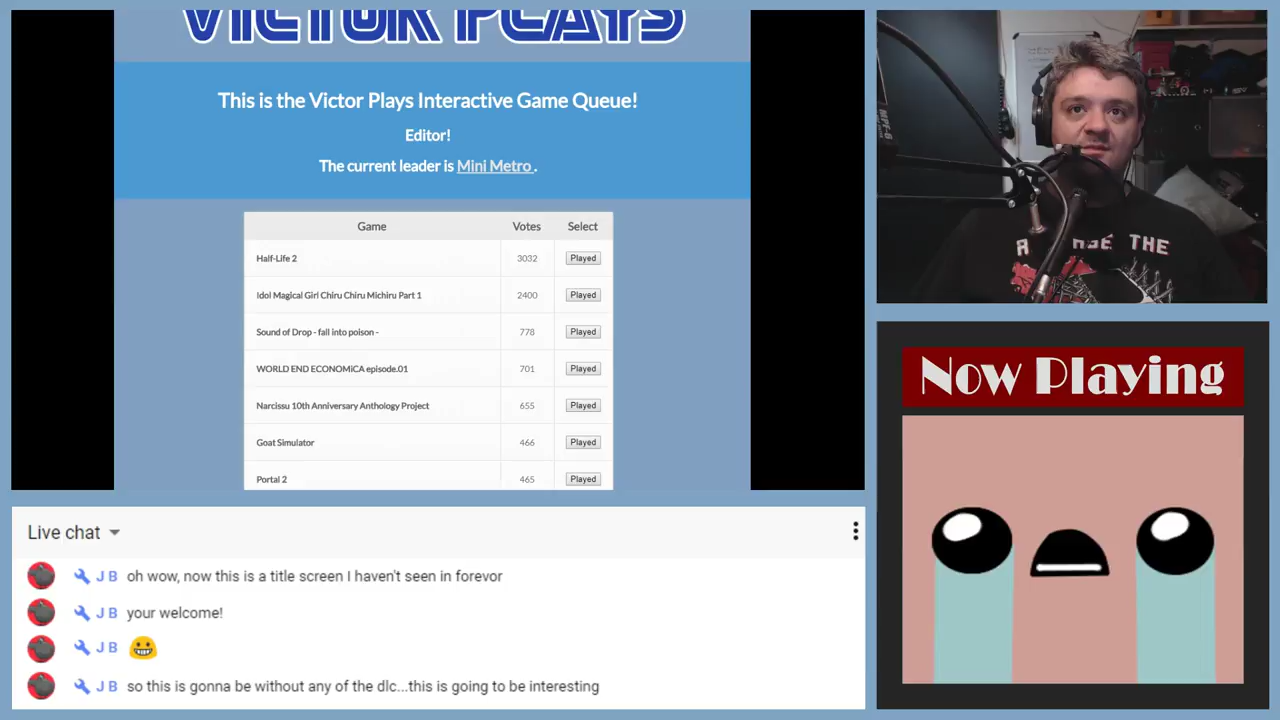 VICTOR PLAYS
This is the Victor Plays Interactive Game Queue!
Editor!
The current leader is Mini Metro .
Game Votes Select
Half-Life 2 3032 Played
Idol Magical Girl Chiru Chiru Michiru Part 1 2400 Played
Sound of Drop - fall into poison - 778 Played
WORLD END ECONOMiCA episode.01 701 Played
Narcissu 10th Anniversary Anthology Project 655 Played
Goat Simulator 466 Played
Portal 2 465 Played
THE
Now Playing
Live chat
J B oh wow, now this is a title screen I haven't seen in forevor
J B your welcome!
J B
J B so this is gonna be without any of the dlc...this is going to be interesting